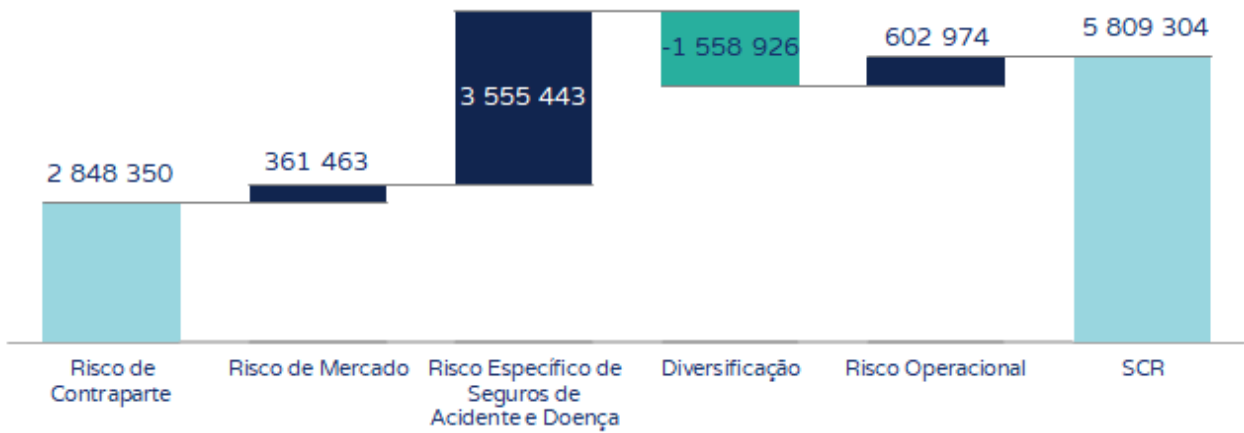 2 848 350
361 463
3 555 443
-1 558 926
602 974
5 809 304
Risco de
Contraparte
Risco de Mercado
Risco Específico de
Seguros de
Acidente e Doença
Diversificação
Risco Operacional
SCR